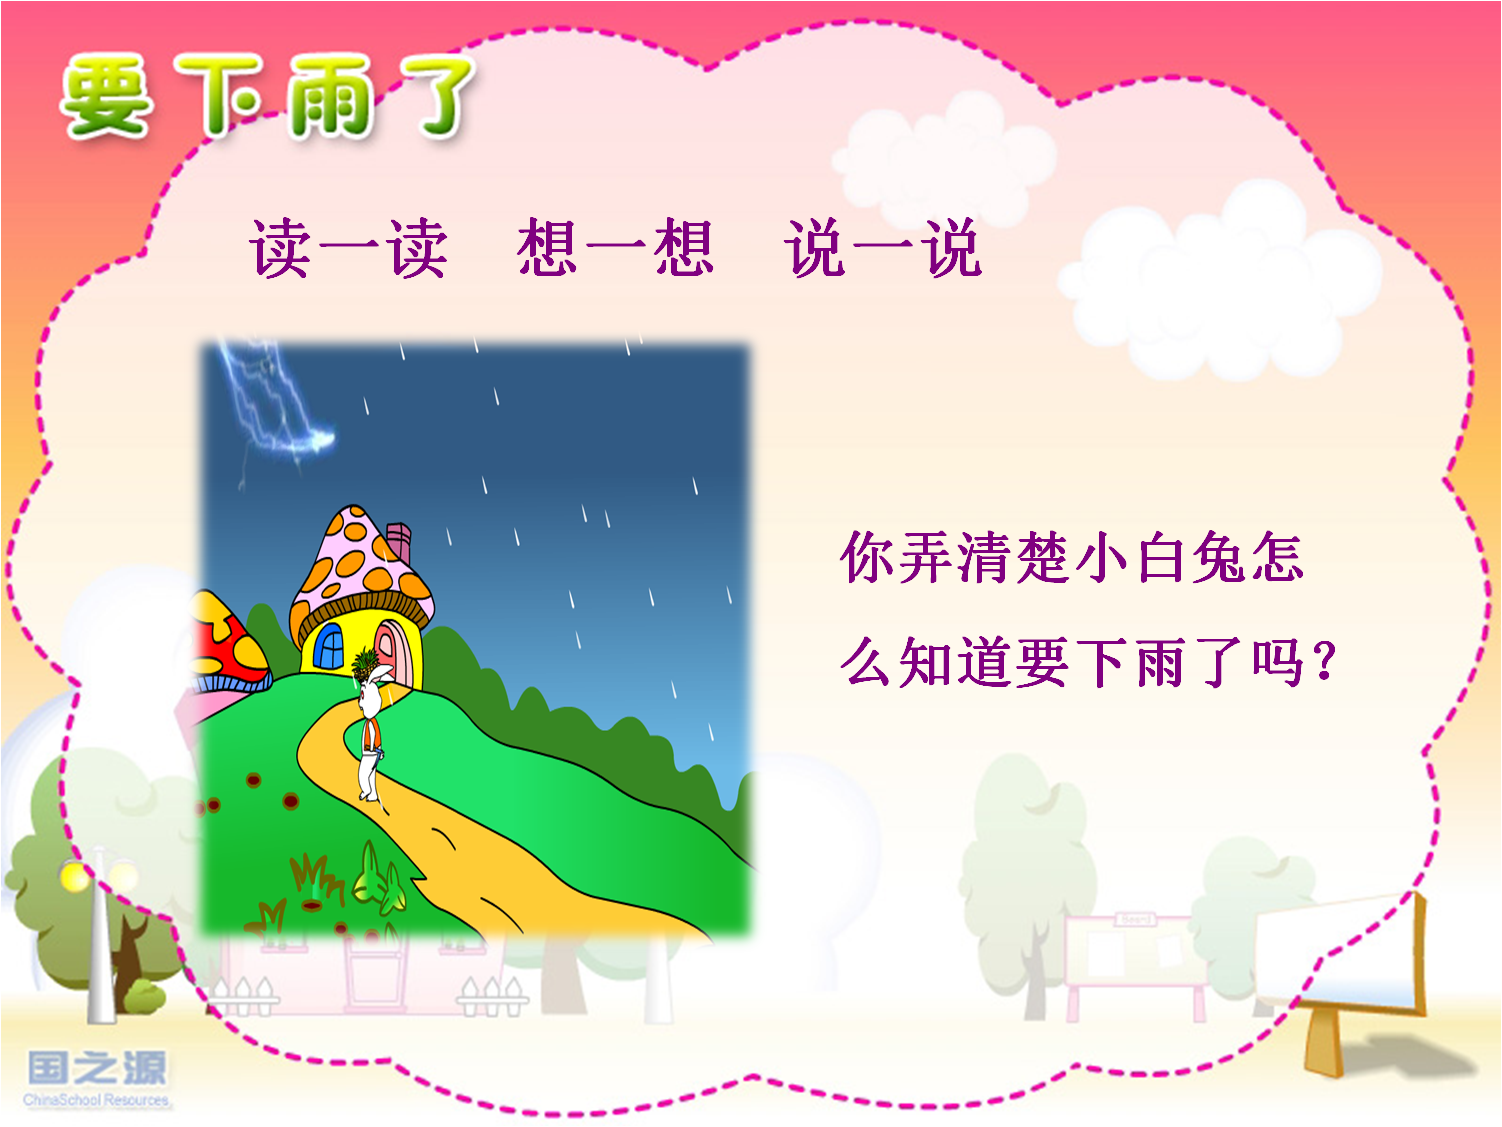 要下雨了
读一读 想一想 说一说
你弄清楚小白兔怎
么知道要下雨了吗？
Board
国之源
ChinaSchool Resources